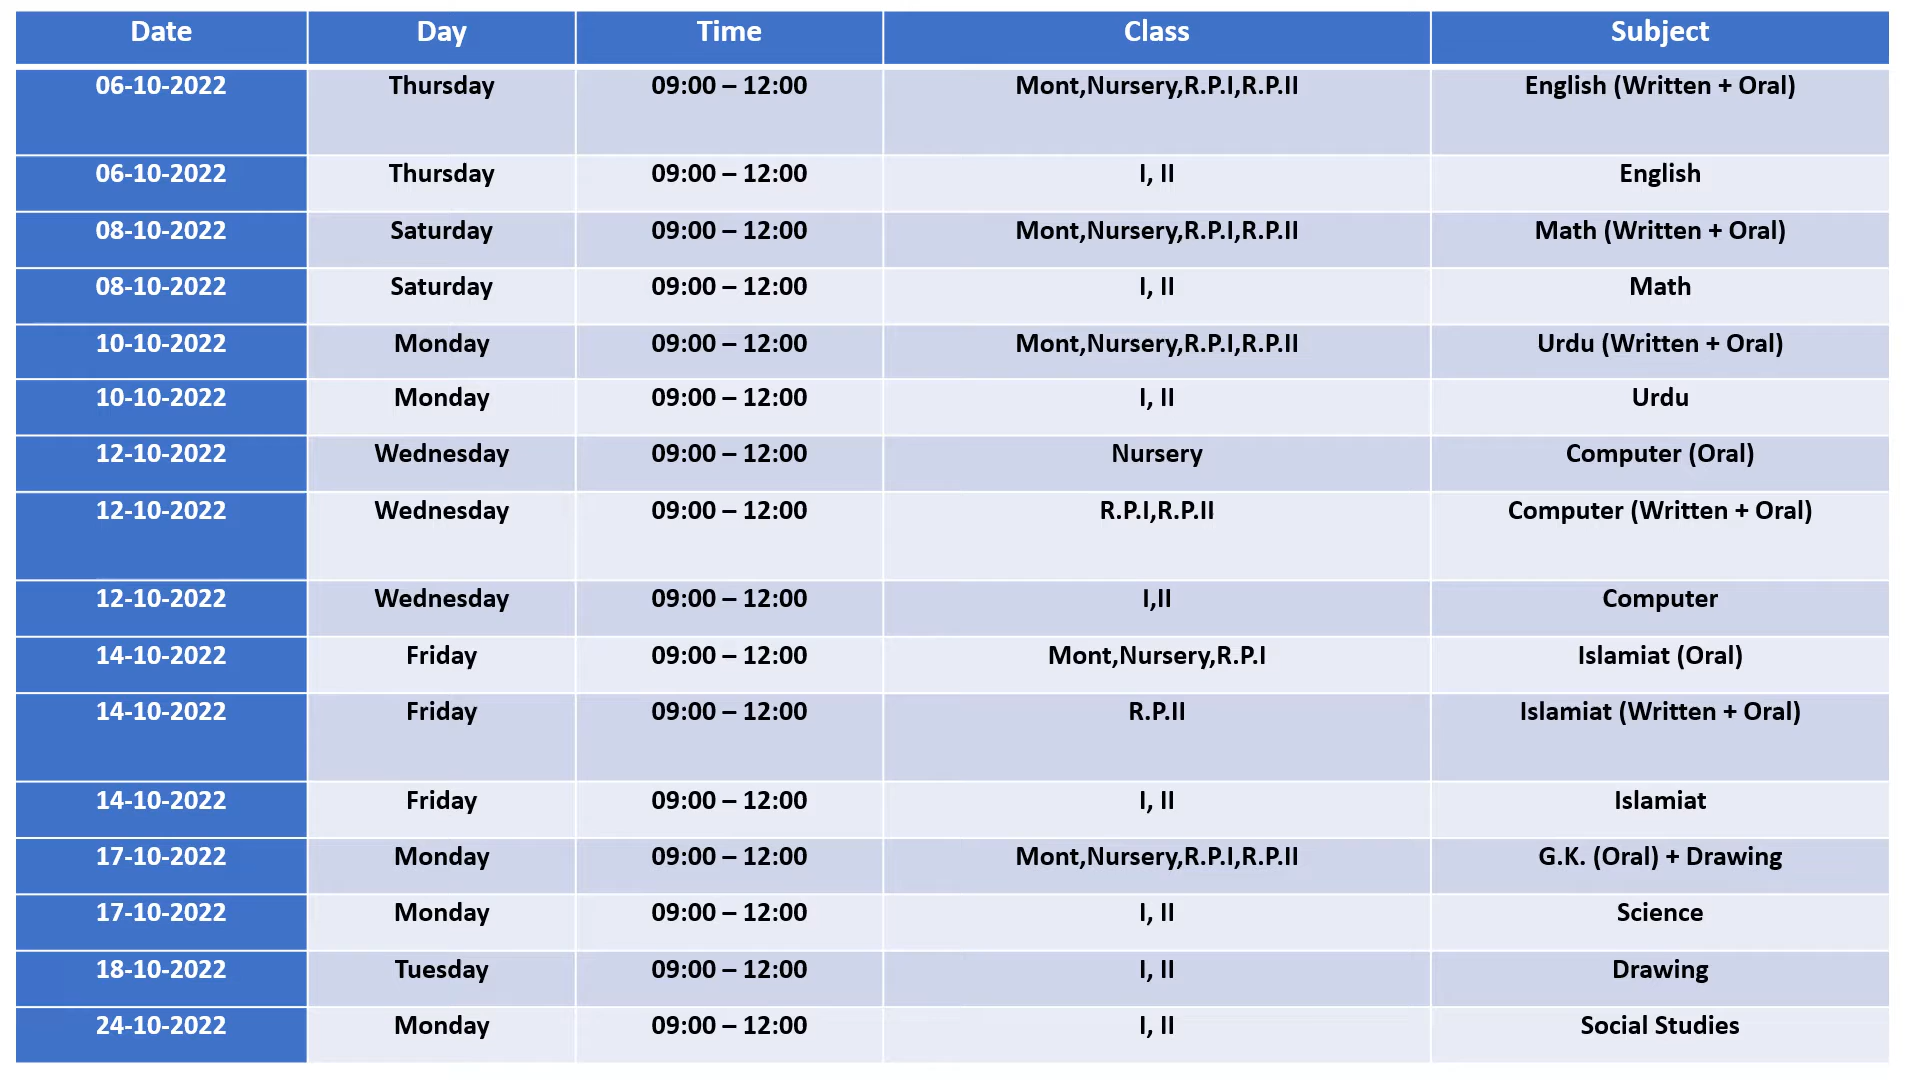 Date Day Time Class Subject
06-10-2022 Thursday 09:00 – 12:00 Mont,Nursery,R.P.I,R.P.II English (Written + Oral)
06-10-2022 Thursday 09:00 – 12:00 I, II English
08-10-2022 Saturday 09:00 – 12:00 Mont,Nursery,R.P.I,R.P.II Math (Written + Oral)
08-10-2022 Saturday 09:00 – 12:00 I, II Math
10-10-2022 Monday 09:00 – 12:00 Mont,Nursery,R.P.I,R.P.II Urdu (Written + Oral)
10-10-2022 Monday 09:00 – 12:00 I, II Urdu
12-10-2022 Wednesday 09:00 – 12:00 Nursery Computer (Oral)
12-10-2022 Wednesday 09:00 – 12:00 R.P.I,R.P.II Computer (Written + Oral)
12-10-2022 Wednesday 09:00 – 12:00 I,II Computer
14-10-2022 Friday 09:00 – 12:00 Mont,Nursery,R.P.I Islamiat (Oral)
14-10-2022 Friday 09:00 – 12:00 R.P.II Islamiat (Written + Oral)
14-10-2022 Friday 09:00 – 12:00 I, II Islamiat
17-10-2022 Monday 09:00 – 12:00 Mont,Nursery,R.P.I,R.P.II G.K. (Oral) + Drawing
17-10-2022 Monday 09:00 – 12:00 I, II Science
18-10-2022 Tuesday 09:00 – 12:00 I, II Drawing
24-10-2022 Monday 09:00 – 12:00 I, II Social Studies